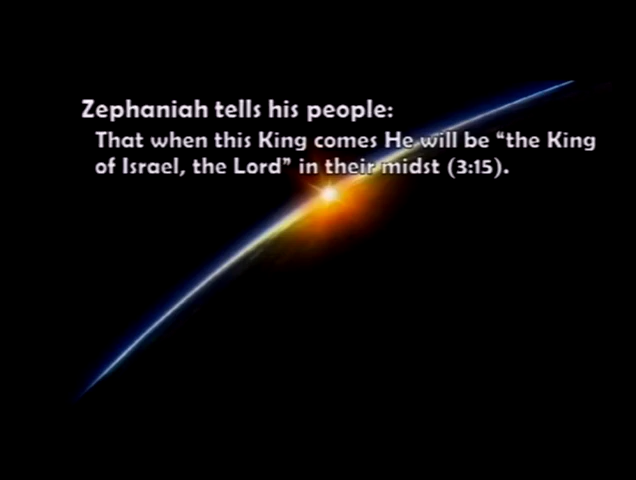 Zephaniah tells his people:
That when this King comes He will be “the King
of Israel, the Lord” in their midst (3:15).